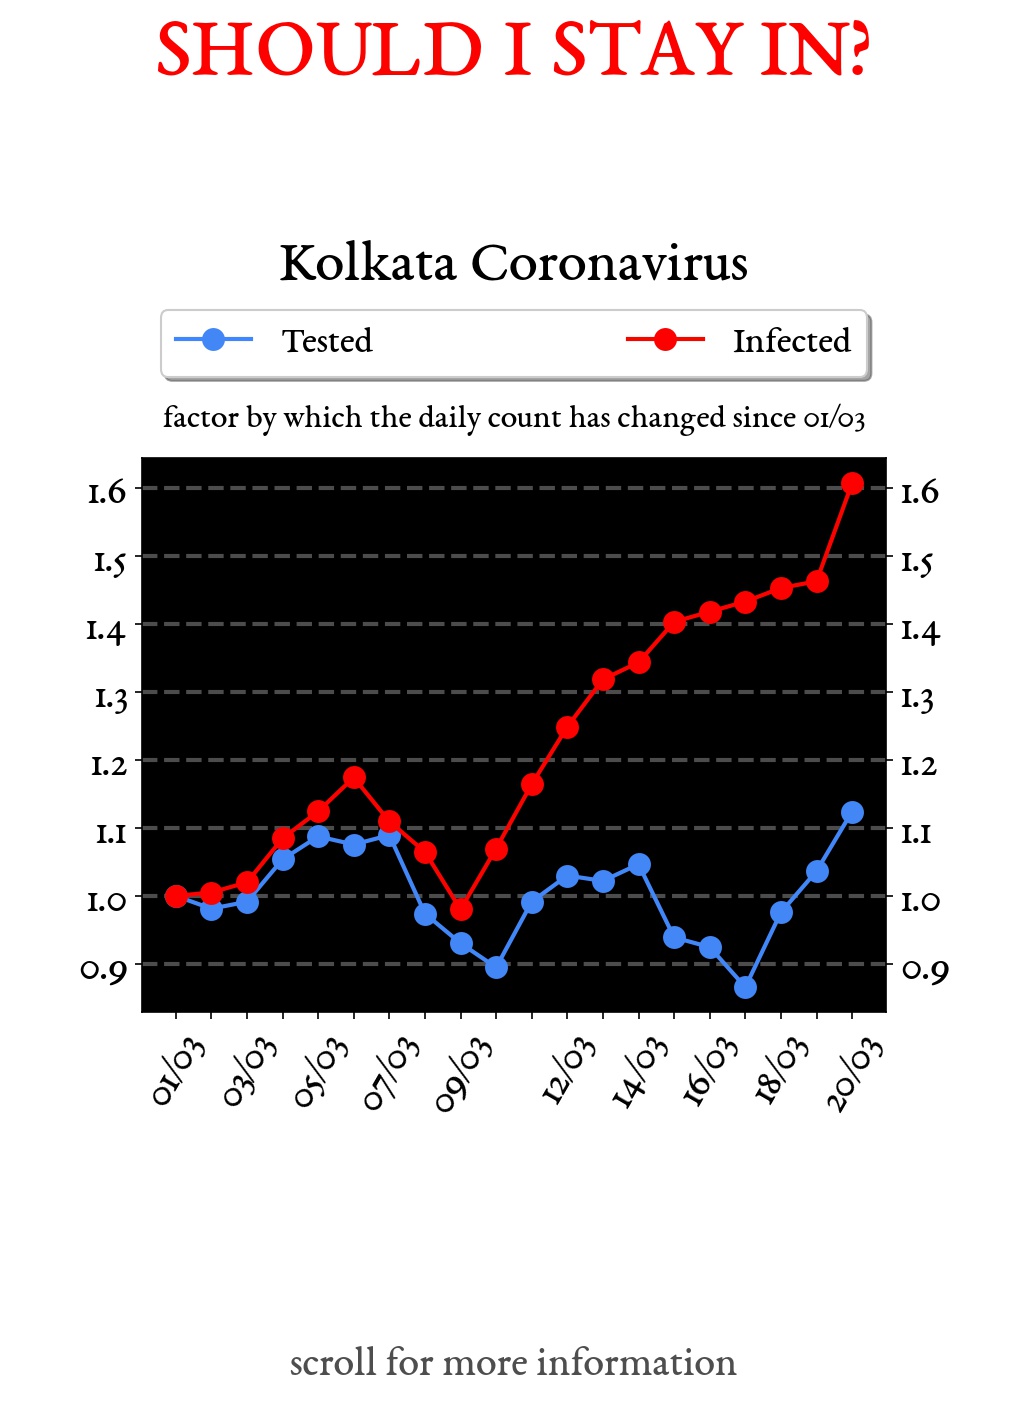 SHOULD I STAY IN?
Kolkata Coronavirus
Tested Infected
factor by which the daily count has changed since 01/03
1.6 1.6
1.5 1.5
1.4 1.4
1.3 1.3
1.2 1.2
1.1 1.1
1.0 1.0
0.9 0.9
01/03 03/03 05/03 07/03 09/03 12/03 14/03 16/03 18/03 20/03
scroll for more information